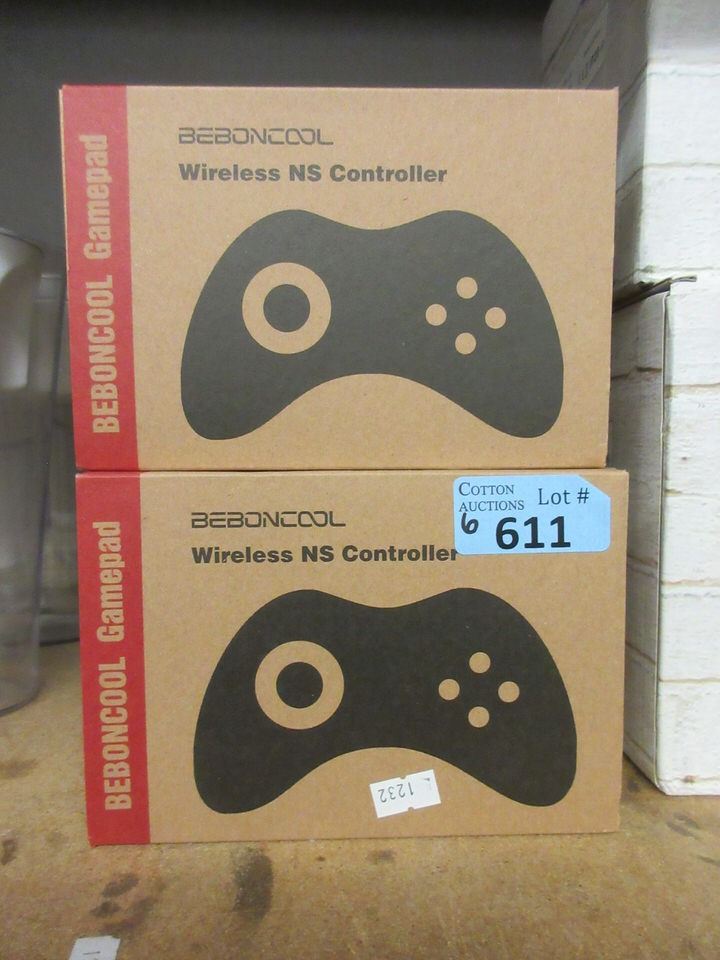 BEBONCOOL
Wireless NS Controller
BEBONCOOL Gamepad
BEBONCOOL
Wireless NS Controller
BEBONCOOL Gamepad
COTTON AUCTIONS Lot #
6 611
1232